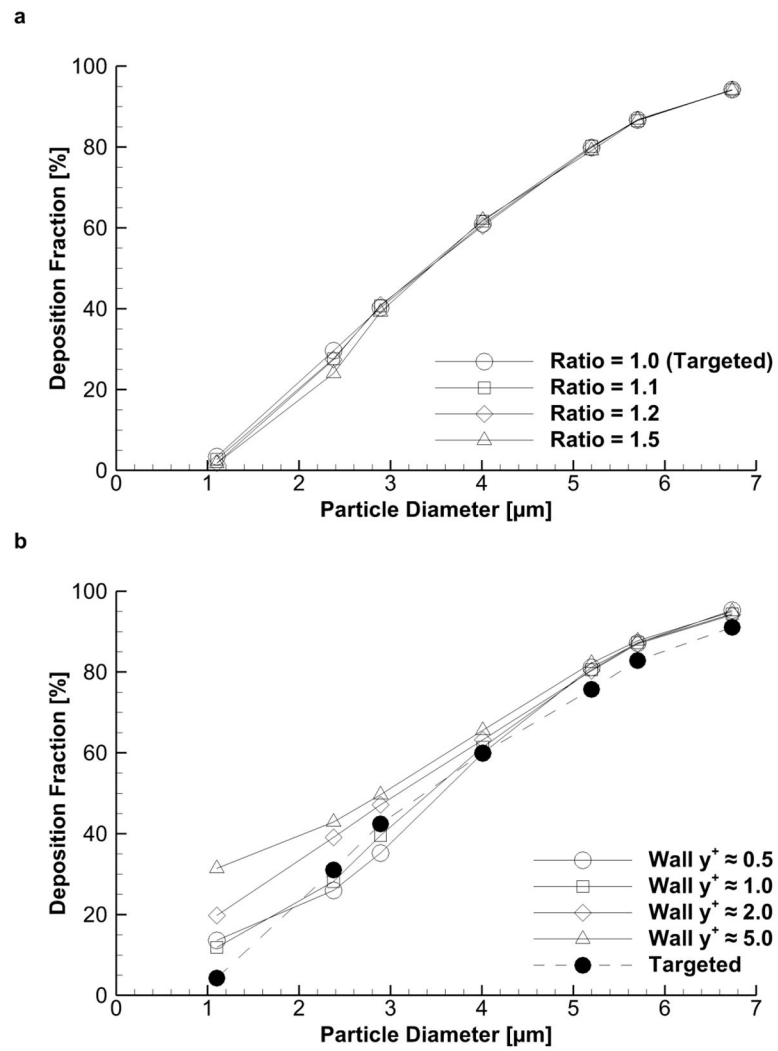 a
100
80
60
40
20
0
Deposition Fraction [%]
Ratio = 1.0 (Targeted)
Ratio = 1.1
Ratio = 1.2
Ratio = 1.5
0 1 2 3 4 5 6 7
Particle Diameter [µm]
b
100
80
60
40
20
0
Deposition Fraction [%]
Wall y⁺ ≈ 0.5
Wall y⁺ ≈ 1.0
Wall y⁺ ≈ 2.0
Wall y⁺ ≈ 5.0
Targeted
0 1 2 3 4 5 6 7
Particle Diameter [µm]